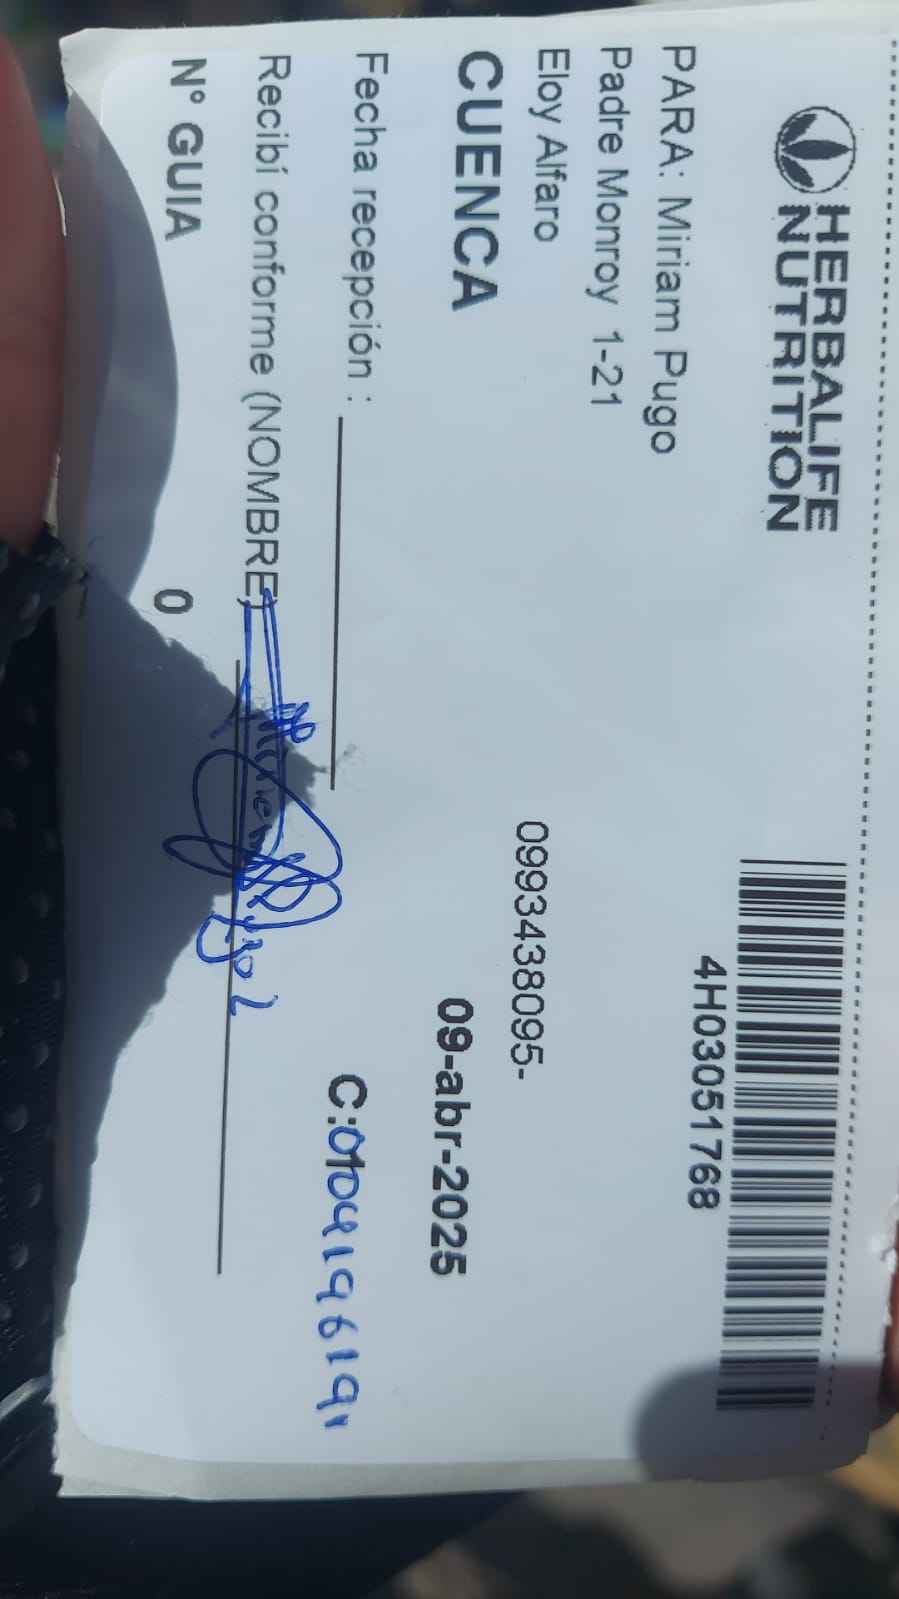 HERBALIFE
NUTRITION
4H03051768
PARA: Miriam Pugo
Padre Monroy 1-21
Eloy Alfaro
0993438095-
CUENCA
09-abr-2025
Fecha recepción :
C:0104196191
Recibí conforme (NOMBRE)
N° GUIA
0